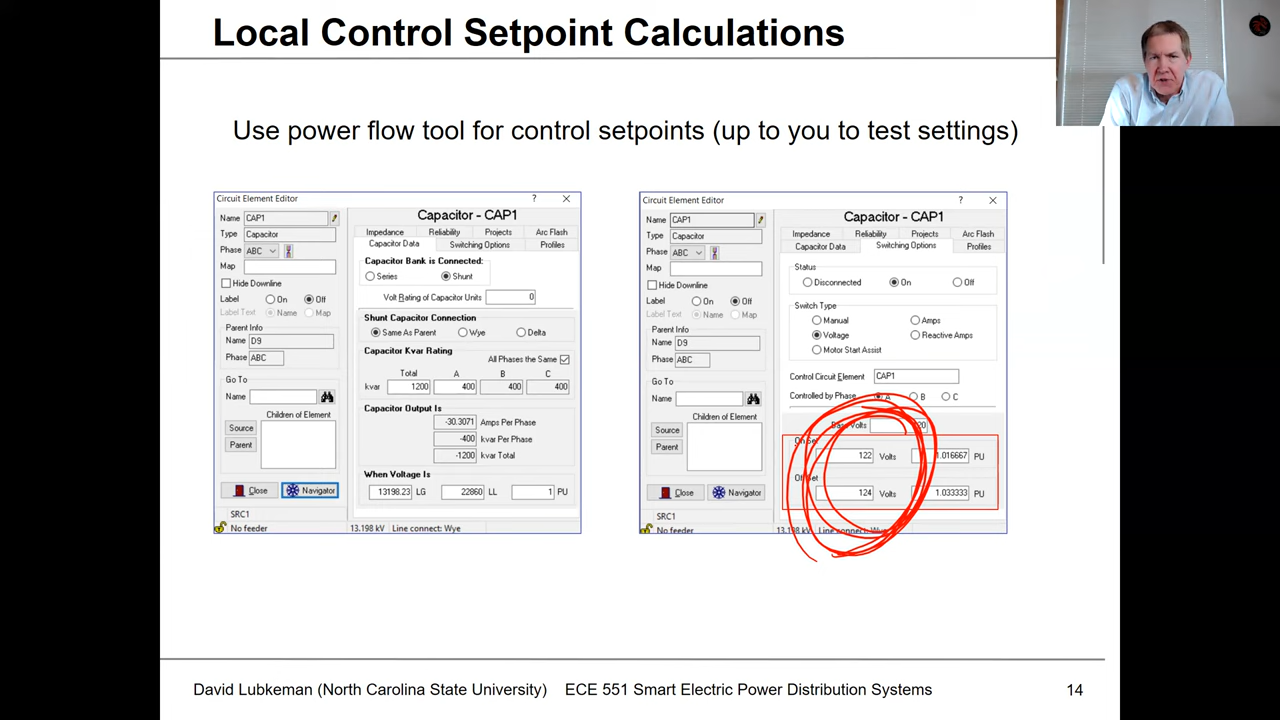 Local Control Setpoint Calculations
Use power flow tool for control setpoints (up to you to test settings)
Circuit Element Editor
?
Name CAP1
Type Capacitor
Phase ABC
Map
Hide Downline
Label On Off
Label Text Name Map
Parent Info
Name D9
Phase ABC
Go To
Name
Children of Element
Source
Parent
Close Navigator
SRC1
No feeder
13.198 kV Line connect: Wye
Capacitor - CAP1
Impedance Reliability Projects Arc Flash
Capacitor Data Switching Options Profiles
Capacitor Bank is Connected:
Series Shunt
Volt Rating of Capacitor Units 0
Shunt Capacitor Connection
Same As Parent Wye Delta
Capacitor Kvar Rating
All Phases the Same
Total A B C
kvar 1200 400 400 400
Capacitor Output Is
-30.3071 Amps Per Phase
-400 kvar Per Phase
-1200 kvar Total
When Voltage Is
13198.23 LG 22860 LL 1 PU
Circuit Element Editor
?
Name CAP1
Type Capacitor
Phase ABC
Map
Hide Downline
Label On Off
Label Text Name Map
Parent Info
Name D9
Phase ABC
Go To
Name
Children of Element
Source
Parent
Close Navigator
SRC1
No feeder
13.198 kV Line connect: Wye
Capacitor - CAP1
Impedance Reliability Projects Arc Flash
Capacitor Data Switching Options Profiles
Status
Disconnected On Off
Switch Type
Manual Amps
Voltage Reactive Amps
Motor Start Assist
Control Circuit Element CAP1
Controlled by Phase A B C
Base Volts
122 Volts 1.016667 PU
124 Volts 1.033333 PU
David Lubkeman (North Carolina State University) ECE 551 Smart Electric Power Distribution Systems 14